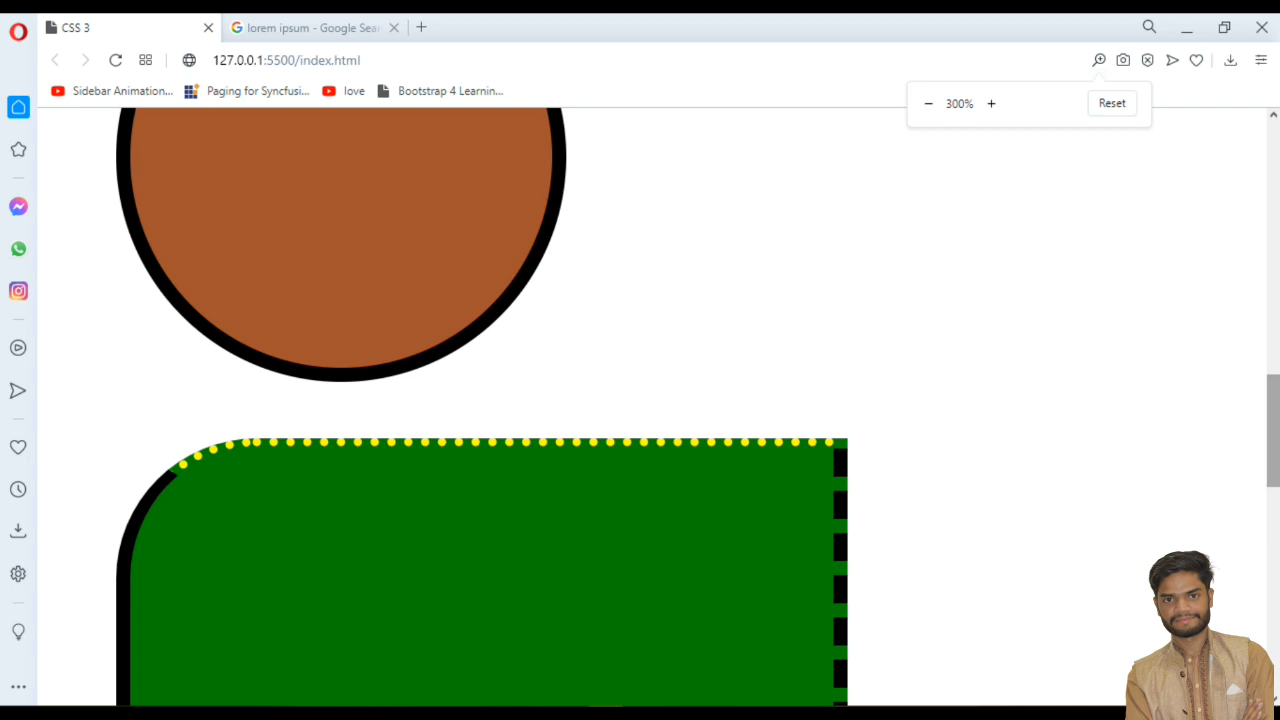 CSS 3
lorem ipsum - Google Sea
127.0.0.1:5500/index.html
Sidebar Animation...
Paging for Syncfusi...
love
Bootstrap 4 Learnin...
300%
Reset